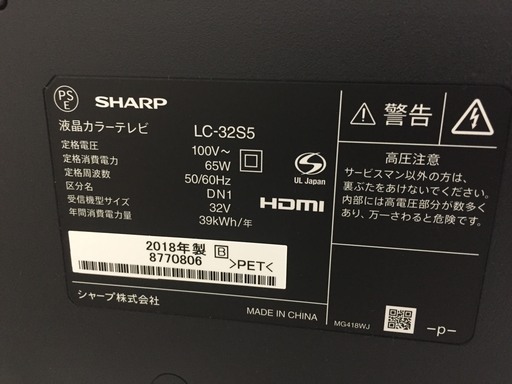 PS
E
SHARP
液晶カラーテレビ LC-32S5
定格電圧 100V～
定格消費電力 65W
定格周波数 50/60Hz
区分名 DN1
受信機型サイズ 32V
年間消費電力量 39kWh/年
UL Japan
HDMI
2018年製 B
8770806
>PET<
シャープ株式会社
MADE IN CHINA
警告
高圧注意
サービスマン以外の方は、
裏ぶたをあけないでください。
内部には高電圧部分が数多く
あり、万一さわると危険です。
MG418WJ
-p-